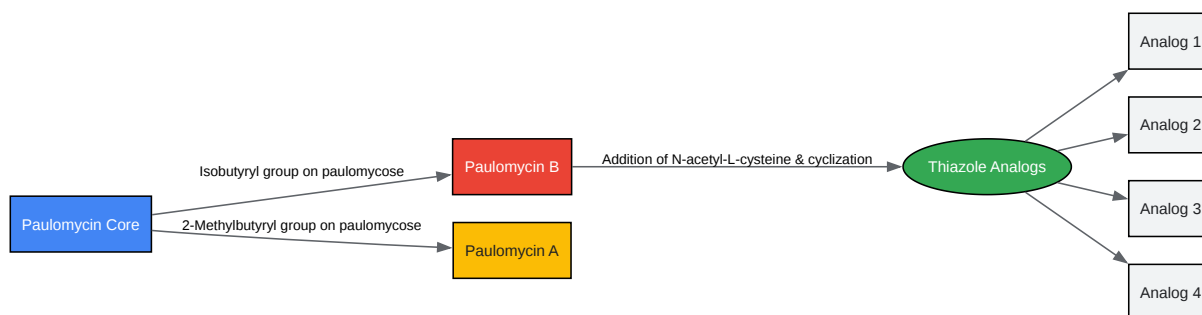 Analog 1
Analog 2
Isobutyryl group on paulomycose
Paulomycin B
Addition of N-acetyl-L-cysteine & cyclization
Thiazole Analogs
Paulomycin Core
2-Methylbutyryl group on paulomycose
Paulomycin A
Analog 3
Analog 4